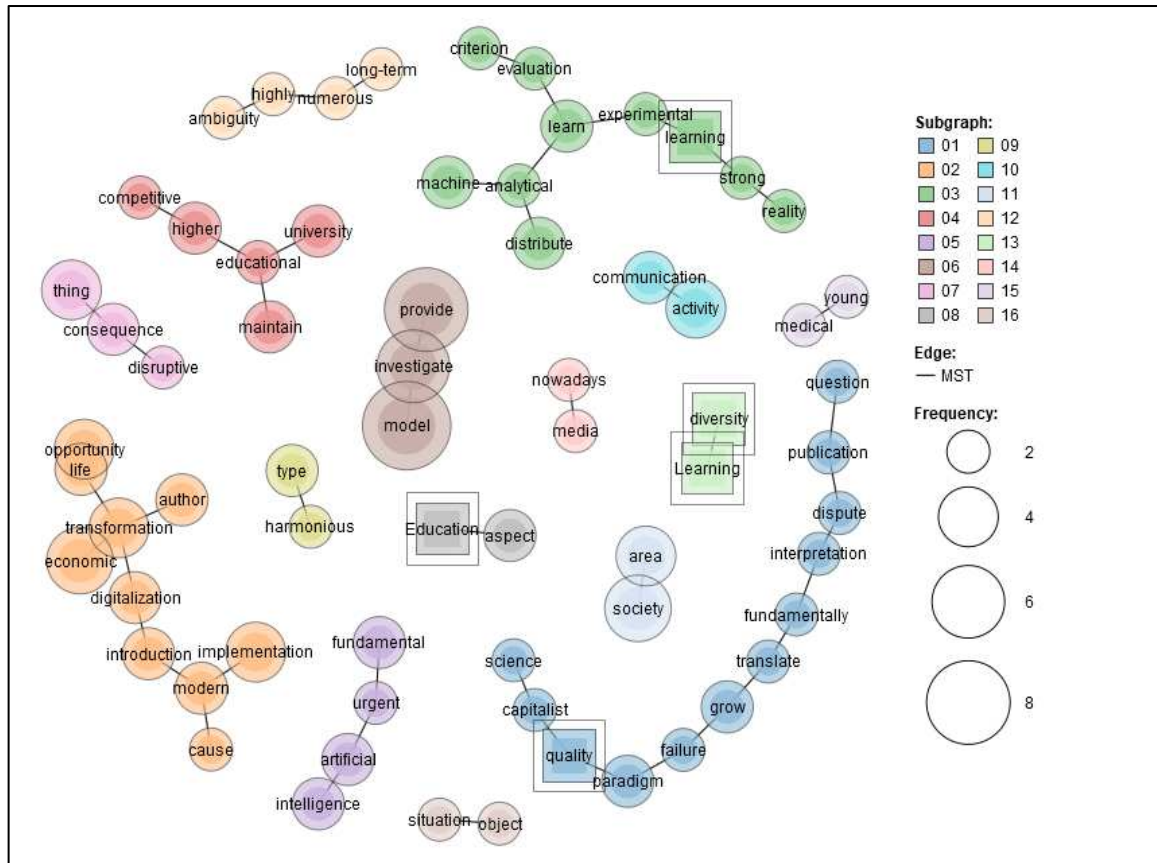 criterion
evaluation
long-term
highly
numerous
ambiguity
experimental
learn
learning
machine
analytical
strong
reality
distribute
competitive
higher
university
educational
maintain
communication
activity
young
medical
thing
consequence
disruptive
provide
investigate
model
nowadays
media
diversity
Learning
question
publication
dispute
interpretation
fundamentally
translate
grow
failure
paradigm
quality
capitalist
science
opportunity
life
author
transformation
economic
digitalization
introduction
implementation
modern
cause
type
harmonious
Education
aspect
area
society
fundamental
urgent
artificial
intelligence
situation
object
Subgraph:
01 09
02 10
03 11
04 12
05 13
06 14
07 15
08 16
Edge:
MST
Frequency:
2
4
6
8